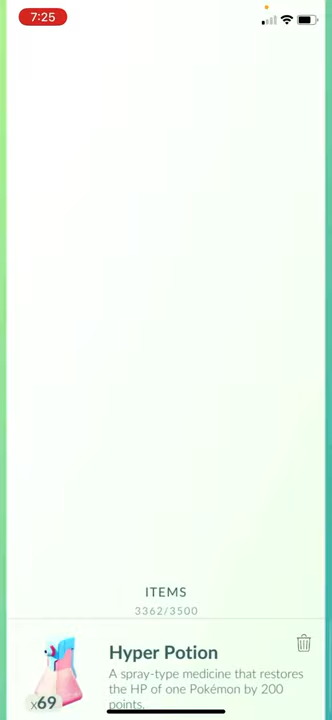 7:25
ITEMS
3362/3500
Hyper Potion
A spray-type medicine that restores
the HP of one Pokémon by 200
points.
x69